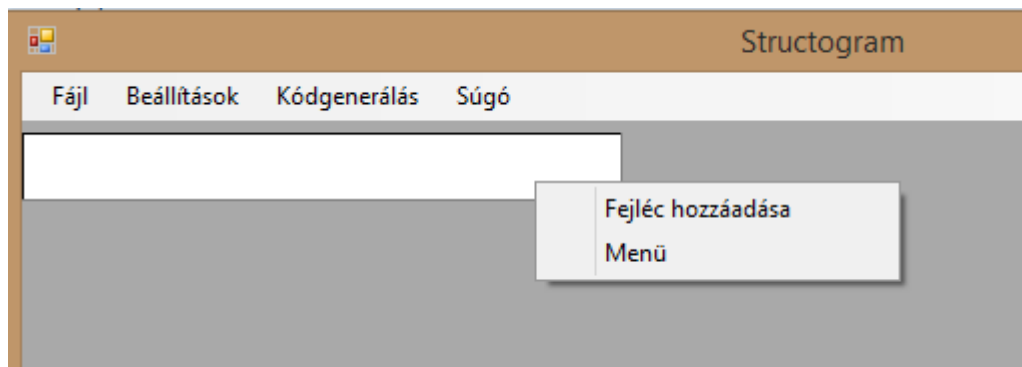 Structogram
Fájl Beállítások Kódgenerálás Súgó
Fejléc hozzáadása
Menü